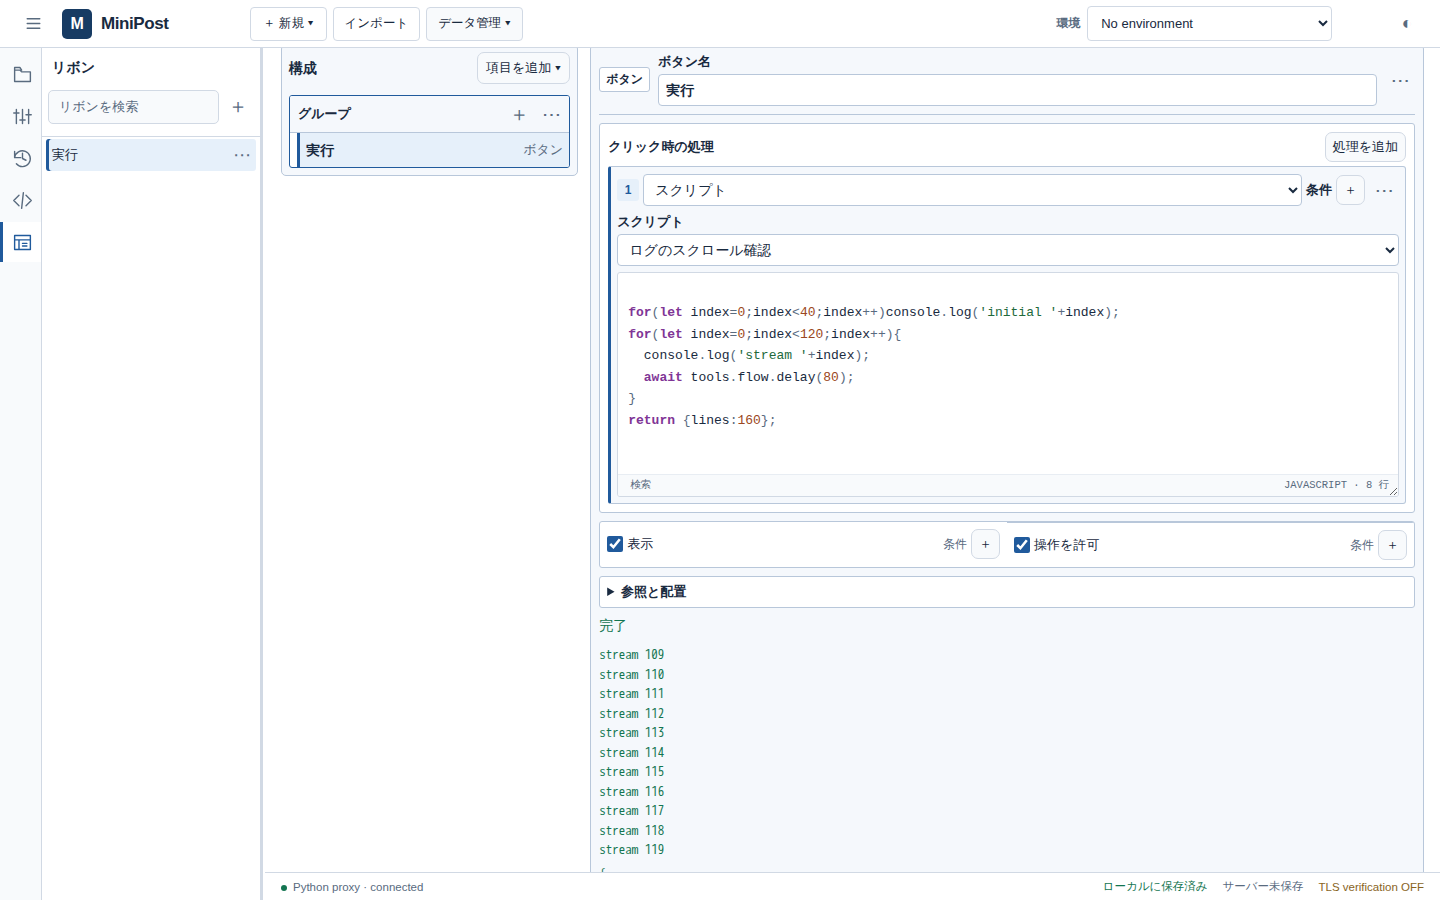 M MiniPost
＋ 新規 ▾
インポート
データ管理 ▾
環境
No environment
リボン
リボンを検索
＋
実行
···
構成
項目を追加 ▾
グループ
＋ ···
実行
ボタン
ボタン
ボタン名
実行
···
クリック時の処理
処理を追加
1
スクリプト
条件
＋
···
スクリプト
ログのスクロール確認
for(let index=0;index<40;index++)console.log('initial '+index);
for(let index=0;index<120;index++){
  console.log('stream '+index);
  await tools.flow.delay(80);
}
return {lines:160};
検索
JAVASCRIPT · 8 行
表示
条件
＋
操作を許可
条件
＋
▶ 参照と配置
完了
stream 109
stream 110
stream 111
stream 112
stream 113
stream 114
stream 115
stream 116
stream 117
stream 118
stream 119
Python proxy · connected
ローカルに保存済み
サーバー未保存
TLS verification OFF